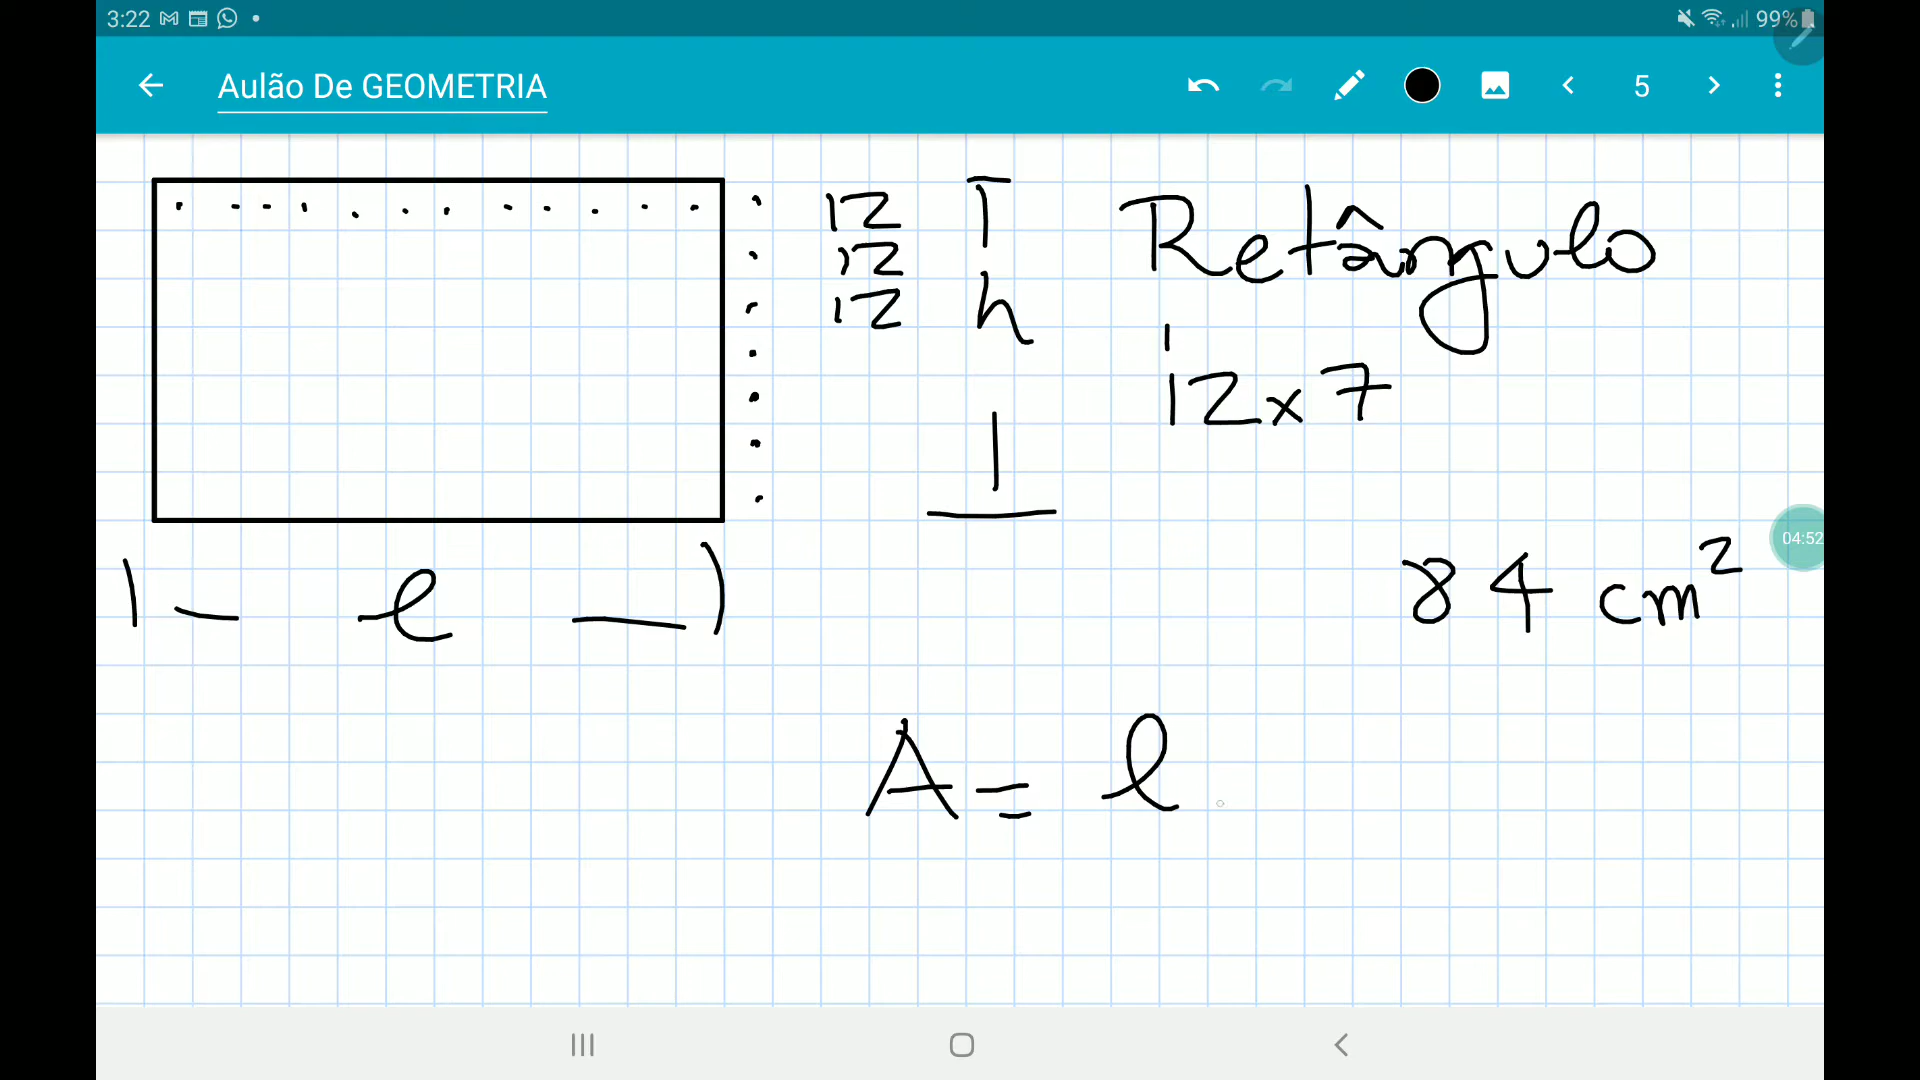 3:22 99%
Aulão De GEOMETRIA 5
12
12
12
h
Retângulo
12x7
l
84 cm²
A = l
04:52